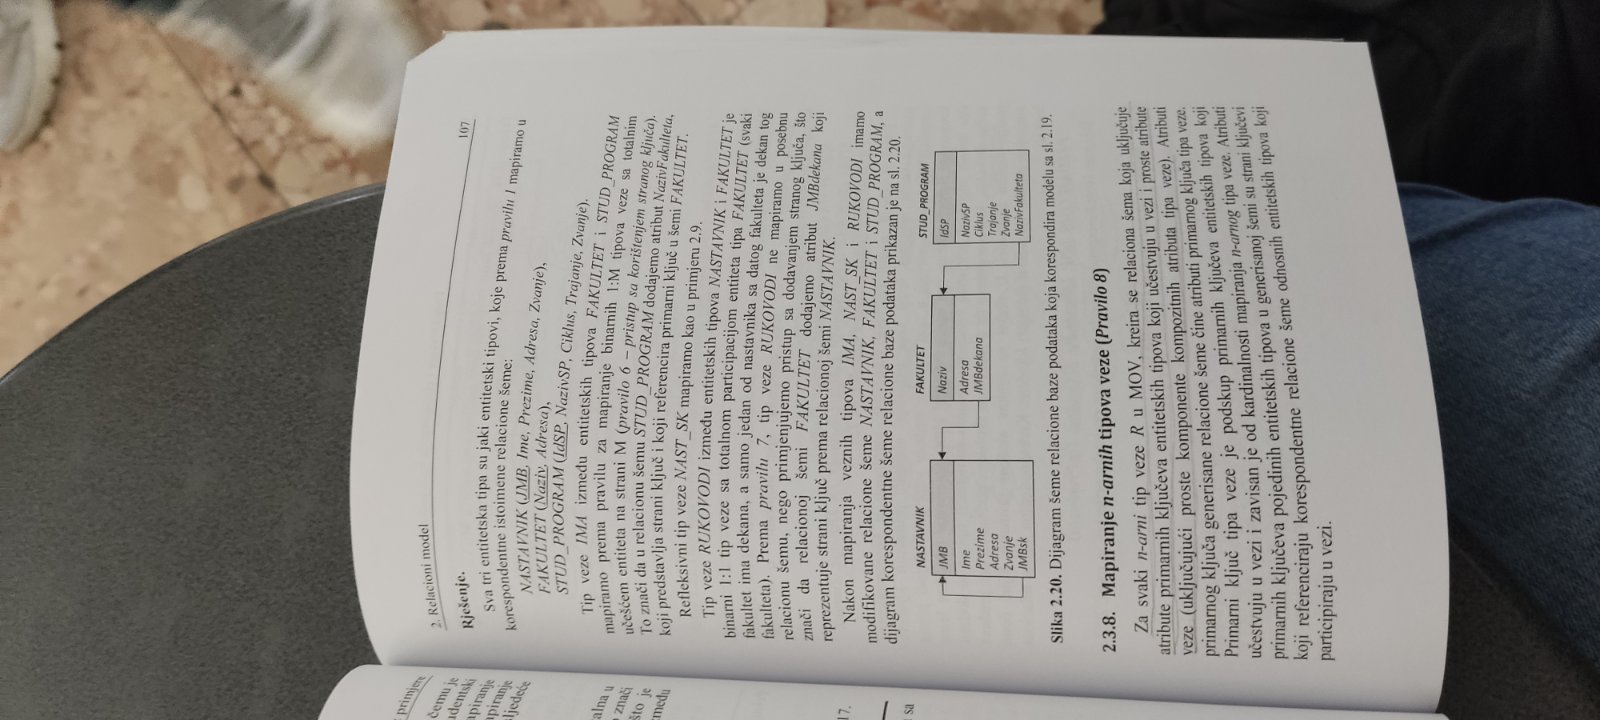 primjere
čemu je
udentski
apiranje
apiranje
ljedeće
alna u
znači
što je
među
17.
sa
2. Relacioni model
107
Rješenje.
Sva tri entitetska tipa su jaki entitetski tipovi, koje prema pravilu 1 mapiramo u
korespondentne istoimene relacione šeme:
NASTAVNIK (JMB, Ime, Prezime, Adresa, Zvanje),
FAKULTET (Naziv, Adresa),
STUD_PROGRAM (IdSP, NazivSP, Ciklus, Trajanje, Zvanje).
Tip veze IMA između entitetskih tipova FAKULTET i STUD_PROGRAM
mapiramo prema pravilu za mapiranje binarnih 1:M tipova veze sa totalnim
učešćem entiteta na strani M (pravilo 6 – pristup sa korištenjem stranog ključa).
To znači da u relacionu šemu STUD_PROGRAM dodajemo atribut NazivFakulteta,
koji predstavlja strani ključ i koji referencira primarni ključ u šemi FAKULTET.
Refleksivni tip veze NAST_SK mapiramo kao u primjeru 2.9.
Tip veze RUKOVODI između entitetskih tipova NASTAVNIK i FAKULTET je
binarni 1:1 tip veze sa totalnom participacijom entiteta tipa FAKULTET (svaki
fakultet ima dekana, a samo jedan od nastavnika sa datog fakulteta je dekan tog
fakulteta). Prema pravilu 7, tip veze RUKOVODI ne mapiramo u posebnu
relacionu šemu, nego primjenjujemo pristup sa dodavanjem stranog ključa, što
znači da relacionoj šemi FAKULTET dodajemo atribut JMBdekana koji
reprezentuje strani ključ prema relacionoj šemi NASTAVNIK.
Nakon mapiranja veznih tipova IMA, NAST_SK i RUKOVODI imamo
modifikovane relacione šeme NASTAVNIK, FAKULTET i STUD_PROGRAM, a
dijagram korespondentne šeme relacione baze podataka prikazan je na sl. 2.20.
NASTAVNIK
JMB
Ime
Prezime
Adresa
Zvanje
JMBsk
FAKULTET
Naziv
Adresa
JMBdekana
STUD_PROGRAM
IdSP
NazivSP
Ciklus
Trajanje
Zvanje
NazivFakulteta
Slika 2.20. Dijagram šeme relacione baze podataka koja korespondira modelu sa sl. 2.19.
2.3.8. Mapiranje n-arnih tipova veze (Pravilo 8)
Za svaki n-arni tip veze R u MOV, kreira se relaciona šema koja uključuje
atribute primarnih ključeva entitetskih tipova koji učestvuju u vezi i proste atribute
veze (uključujući proste komponente kompozitnih atributa tipa veze). Atributi
primarnog ključa generisane relacione šeme čine atributi primarnog ključa tipa veze.
Primarni ključ tipa veze je podskup primarnih ključeva entitetskih tipova koji
učestvuju u vezi i zavisan je od kardinalnosti mapiranja n-arnog tipa veze. Atributi
primarnih ključeva pojedinih entitetskih tipova u generisanoj šemi su strani ključevi
koji referenciraju korespondentne relacione šeme odnosnih entitetskih tipova koji
participiraju u vezi.